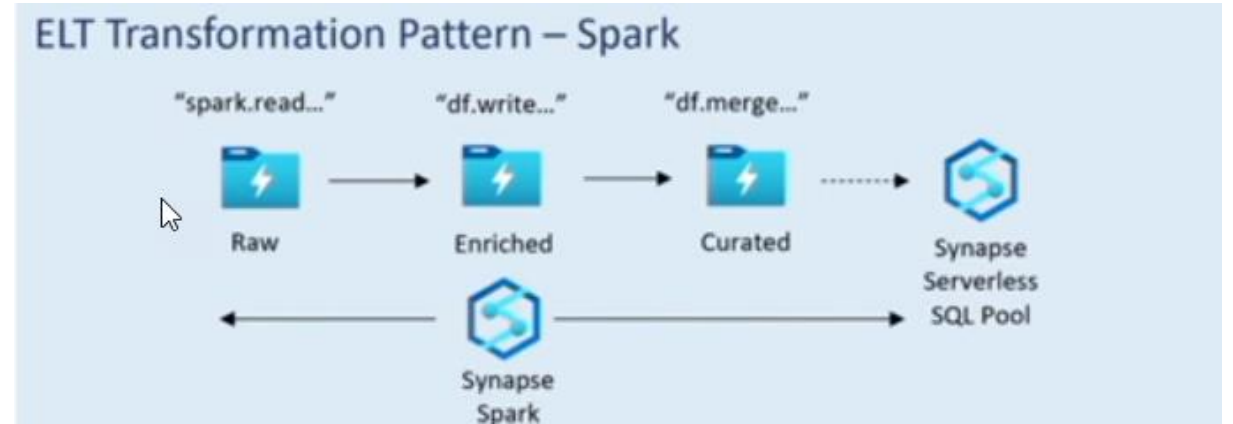 ELT Transformation Pattern – Spark
“spark.read...” “df.write...” “df.merge...”
Raw Enriched Curated Synapse
Serverless
SQL Pool
Synapse
Spark